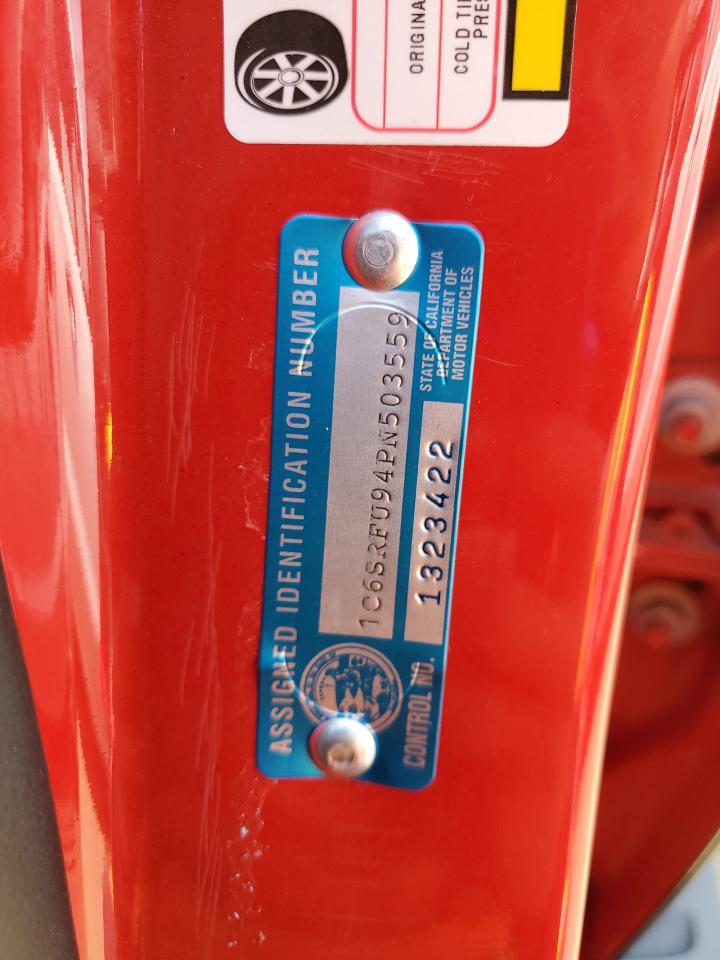 ORIGINA
COLD TI
PRES
ASSIGNED IDENTIFICATION NUMBER
1C6SRFU94PN503559
STATE OF CALIFORNIA
DEPARTMENT OF
MOTOR VEHICLES
CONTROL NO.
1323422